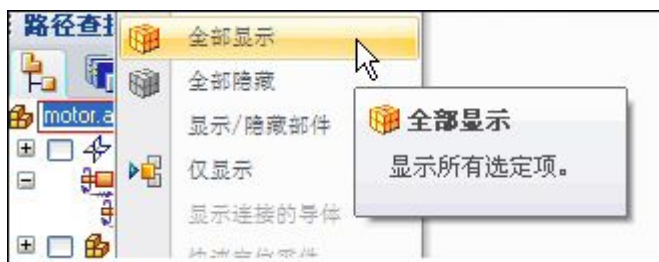 路径查
全部显示
全部隐藏
motor.a
显示/隐藏部件
全部显示
仅显示
显示所有选定项。
显示连接的导体